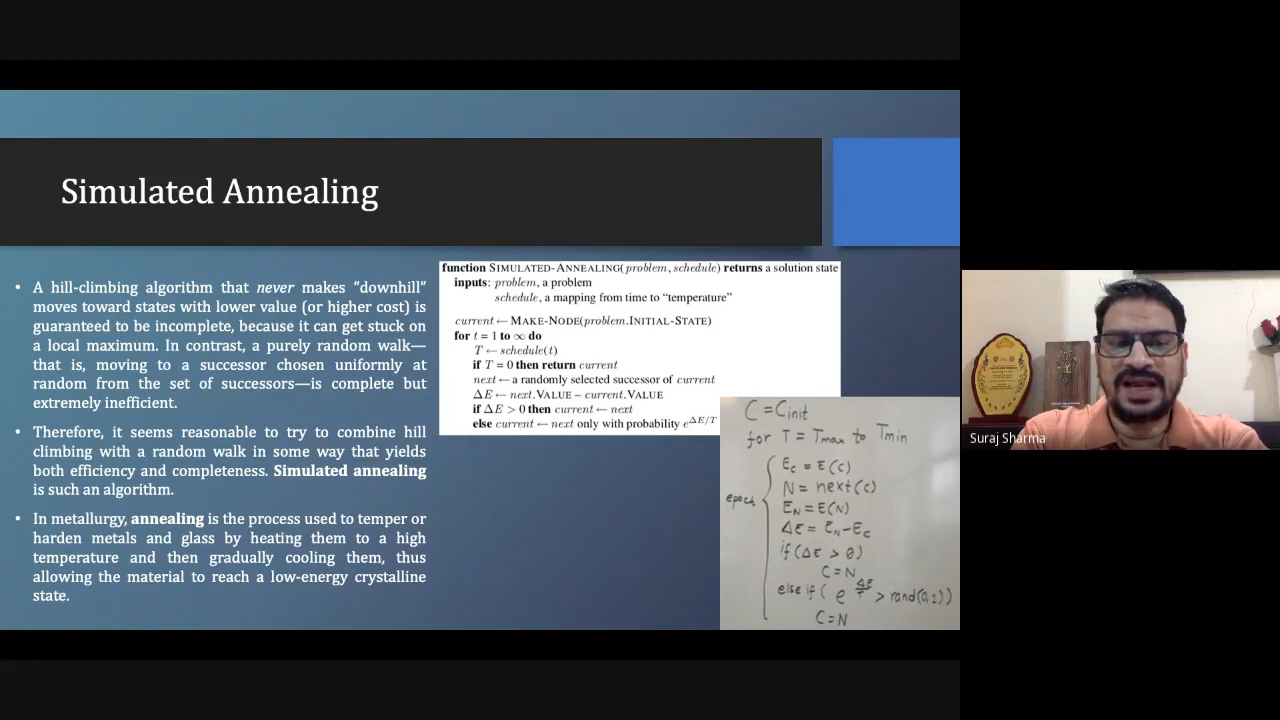 Simulated Annealing
• A hill-climbing algorithm that never makes “downhill”
moves toward states with lower value (or higher cost) is
guaranteed to be incomplete, because it can get stuck on
a local maximum. In contrast, a purely random walk—
that is, moving to a successor chosen uniformly at
random from the set of successors—is complete but
extremely inefficient.
• Therefore, it seems reasonable to try to combine hill
climbing with a random walk in some way that yields
both efficiency and completeness. Simulated annealing
is such an algorithm.
• In metallurgy, annealing is the process used to temper or
harden metals and glass by heating them to a high
temperature and then gradually cooling them, thus
allowing the material to reach a low-energy crystalline
state.
function SIMULATED-ANNEALING(problem, schedule) returns a solution state
inputs: problem, a problem
schedule, a mapping from time to “temperature”
current ← MAKE-NODE(problem.INITIAL-STATE)
for t = 1 to ∞ do
T ← schedule(t)
if T = 0 then return current
next ← a randomly selected successor of current
ΔE ← next.VALUE − current.VALUE
if ΔE > 0 then current ← next
else current ← next only with probability e^ΔE/T
C = Cinit
for T = Tmax to Tmin
epoch
Ec = E(C)
N = next(C)
EN = E(N)
ΔE = EN − Ec
if (ΔE > 0)
C = N
else if ( e^ΔE/T > rand(0,1))
C = N
Suraj Sharma